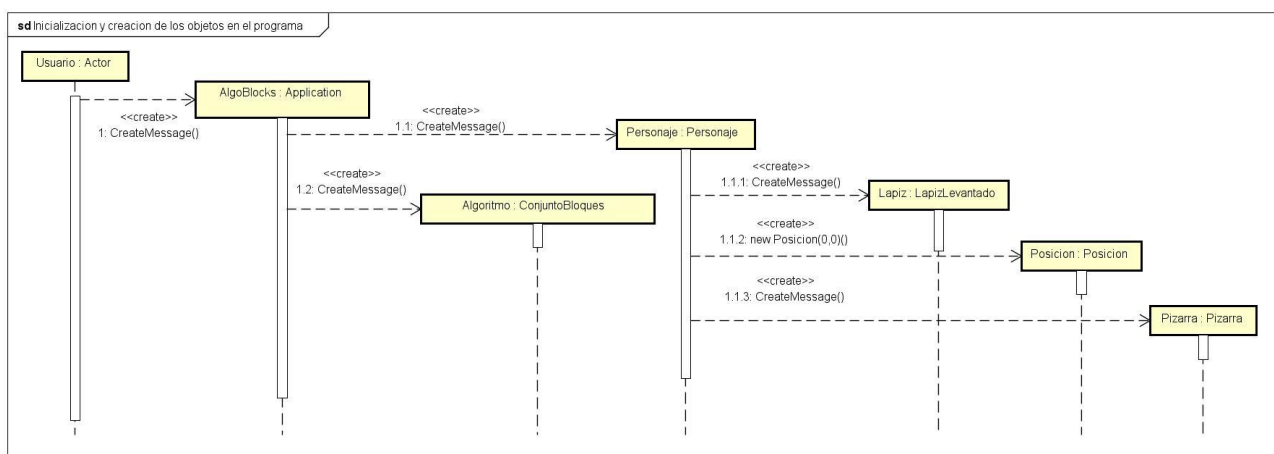 sd Inicializacion y creacion de los objetos en el programa
Usuario : Actor
AlgoBlocks : Application
<<create>>
1: CreateMessage()
<<create>>
1.1: CreateMessage()
Personaje : Personaje
<<create>>
1.2: CreateMessage()
Algoritmo : ConjuntoBloques
<<create>>
1.1.1: CreateMessage()
Lapiz : LapizLevantado
<<create>>
1.1.2: new Posicion(0,0)()
Posicion : Posicion
<<create>>
1.1.3: CreateMessage()
Pizarra : Pizarra